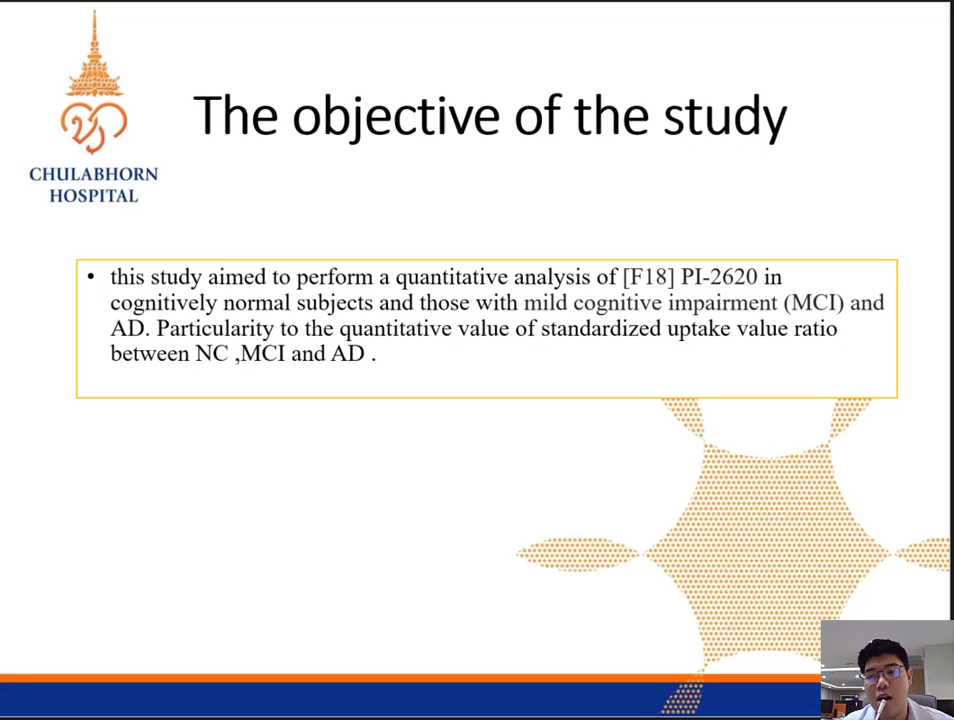 CHULABHORN
HOSPITAL
The objective of the study
• this study aimed to perform a quantitative analysis of [F18] PI-2620 in
cognitively normal subjects and those with mild cognitive impairment (MCI) and
AD. Particularity to the quantitative value of standardized uptake value ratio
between NC ,MCI and AD .